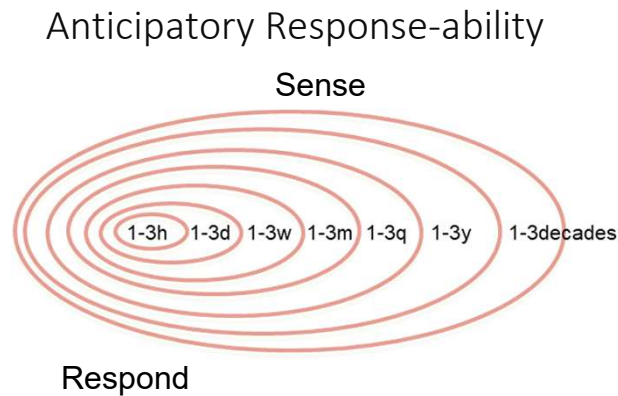 Anticipatory Response-ability
Sense
1-3h 1-3d 1-3w 1-3m 1-3q 1-3y 1-3decades
Respond